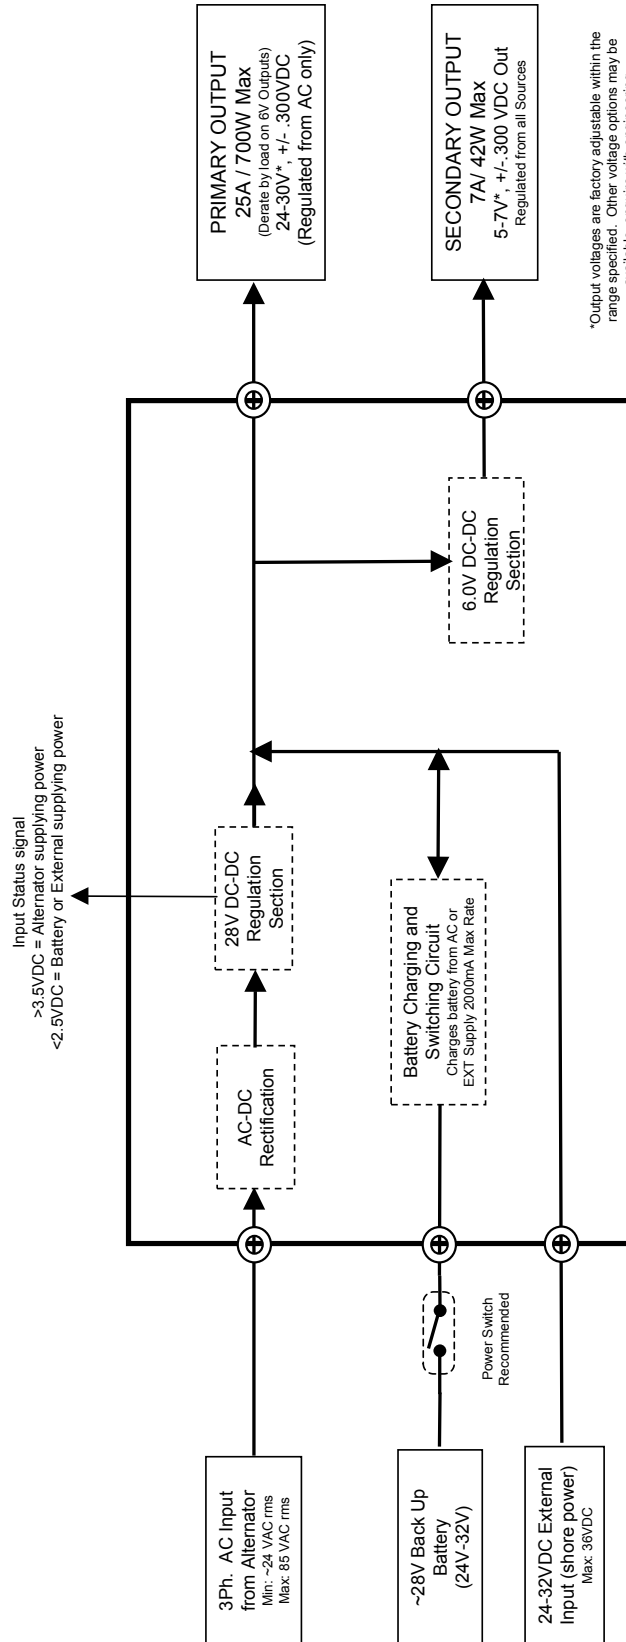 Input Status signal
>3.5VDC = Alternator supplying power
<2.5VDC = Battery or External supplying power
3Ph. AC Input
from Alternator
Min: ~24 VAC rms
Max: 85 VAC rms
AC-DC
Rectification
28V DC-DC
Regulation
Section
PRIMARY OUTPUT
25A / 700W Max
(Derate by load on 6V Outputs)
24-30V*, +/- .300VDC
(Regulated from AC only)
~28V Back Up
Battery
(24V-32V)
Power Switch
Recommended
Battery Charging and
Switching Circuit
Charges battery from AC or
EXT Supply 2000mA Max Rate
6.0V DC-DC
Regulation
Section
SECONDARY OUTPUT
7A/ 42W Max
5-7V*, +/-.300 VDC Out
Regulated from all Sources
24-32VDC External
Input (shore power)
Max: 36VDC
*Output voltages are factory adjustable within the
range specified. Other voltage options may be